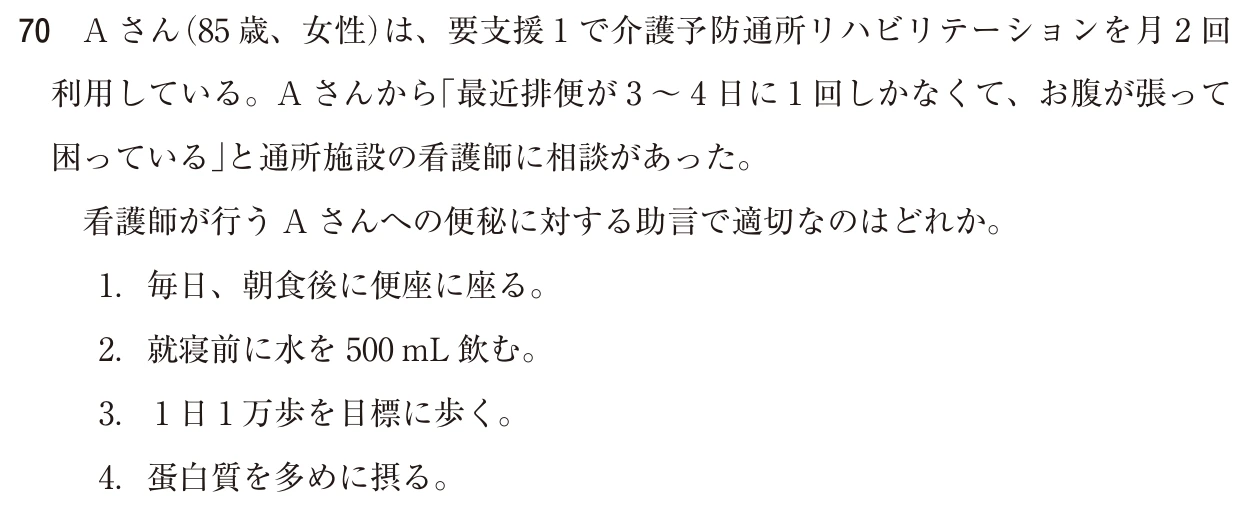 70 Aさん(85歳、女性)は、要支援1で介護予防通所リハビリテーションを月2回
利用している。Aさんから「最近排便が3～4日に1回しかなくて、お腹が張って
困っている」と通所施設の看護師に相談があった。
看護師が行うAさんへの便秘に対する助言で適切なのはどれか。
1. 毎日、朝食後に便座に座る。
2. 就寝前に水を500 mL飲む。
3. 1日1万歩を目標に歩く。
4. 蛋白質を多めに摂る。